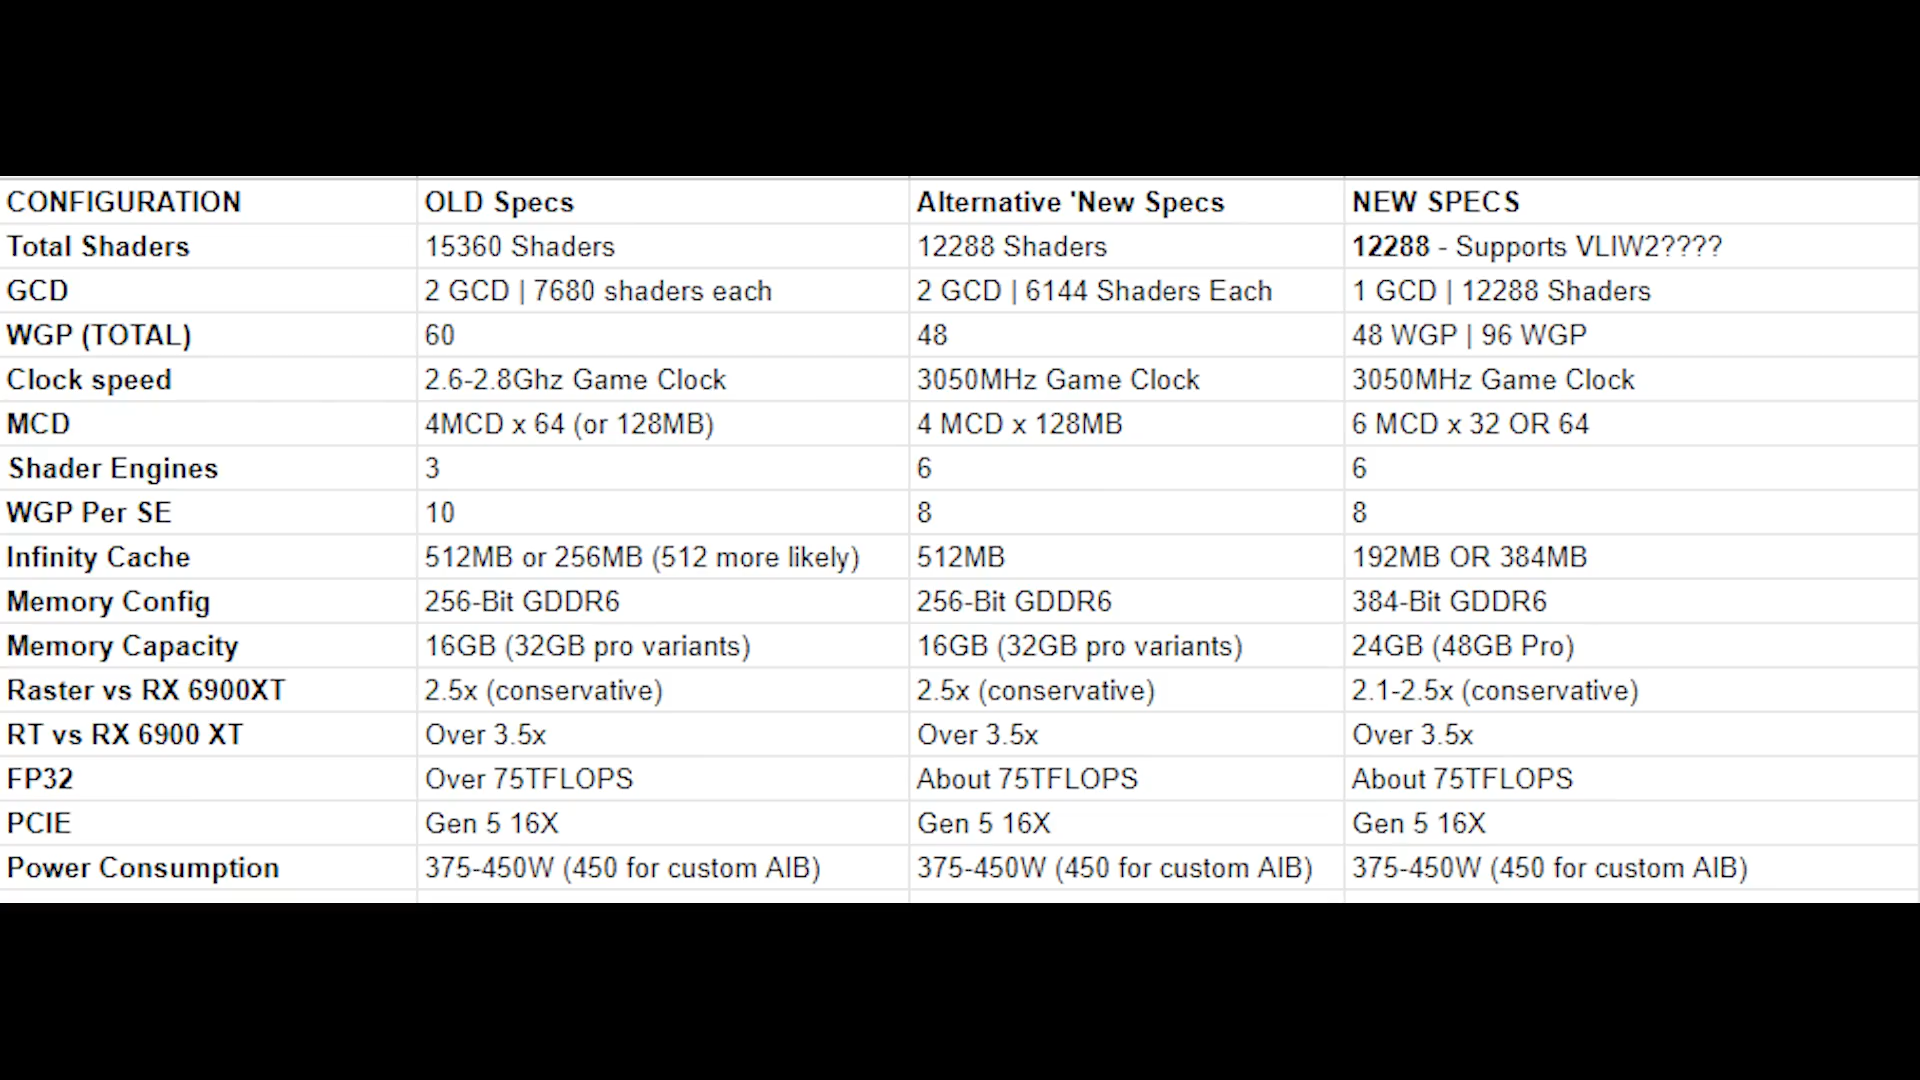 CONFIGURATION OLD Specs Alternative 'New Specs NEW SPECS
Total Shaders 15360 Shaders 12288 Shaders 12288 - Supports VLIW2????
GCD 2 GCD | 7680 shaders each 2 GCD | 6144 Shaders Each 1 GCD | 12288 Shaders
WGP (TOTAL) 60 48 48 WGP | 96 WGP
Clock speed 2.6-2.8Ghz Game Clock 3050MHz Game Clock 3050MHz Game Clock
MCD 4MCD x 64 (or 128MB) 4 MCD x 128MB 6 MCD x 32 OR 64
Shader Engines 3 6 6
WGP Per SE 10 8 8
Infinity Cache 512MB or 256MB (512 more likely) 512MB 192MB OR 384MB
Memory Config 256-Bit GDDR6 256-Bit GDDR6 384-Bit GDDR6
Memory Capacity 16GB (32GB pro variants) 16GB (32GB pro variants) 24GB (48GB Pro)
Raster vs RX 6900XT 2.5x (conservative) 2.5x (conservative) 2.1-2.5x (conservative)
RT vs RX 6900 XT Over 3.5x Over 3.5x Over 3.5x
FP32 Over 75TFLOPS About 75TFLOPS About 75TFLOPS
PCIE Gen 5 16X Gen 5 16X Gen 5 16X
Power Consumption 375-450W (450 for custom AIB) 375-450W (450 for custom AIB) 375-450W (450 for custom AIB)